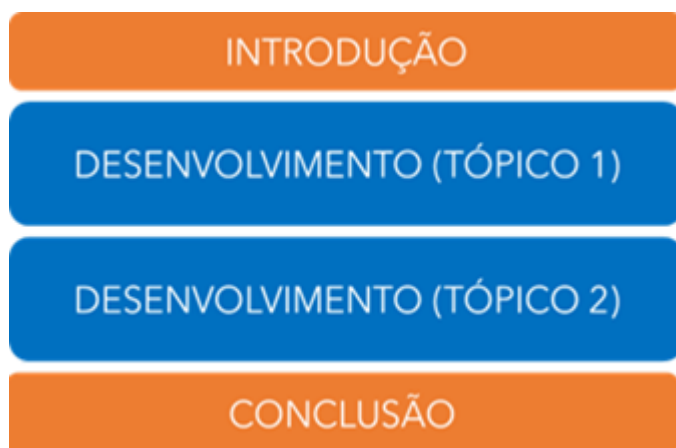 INTRODUÇÃO
DESENVOLVIMENTO (TÓPICO 1)
DESENVOLVIMENTO (TÓPICO 2)
CONCLUSÃO